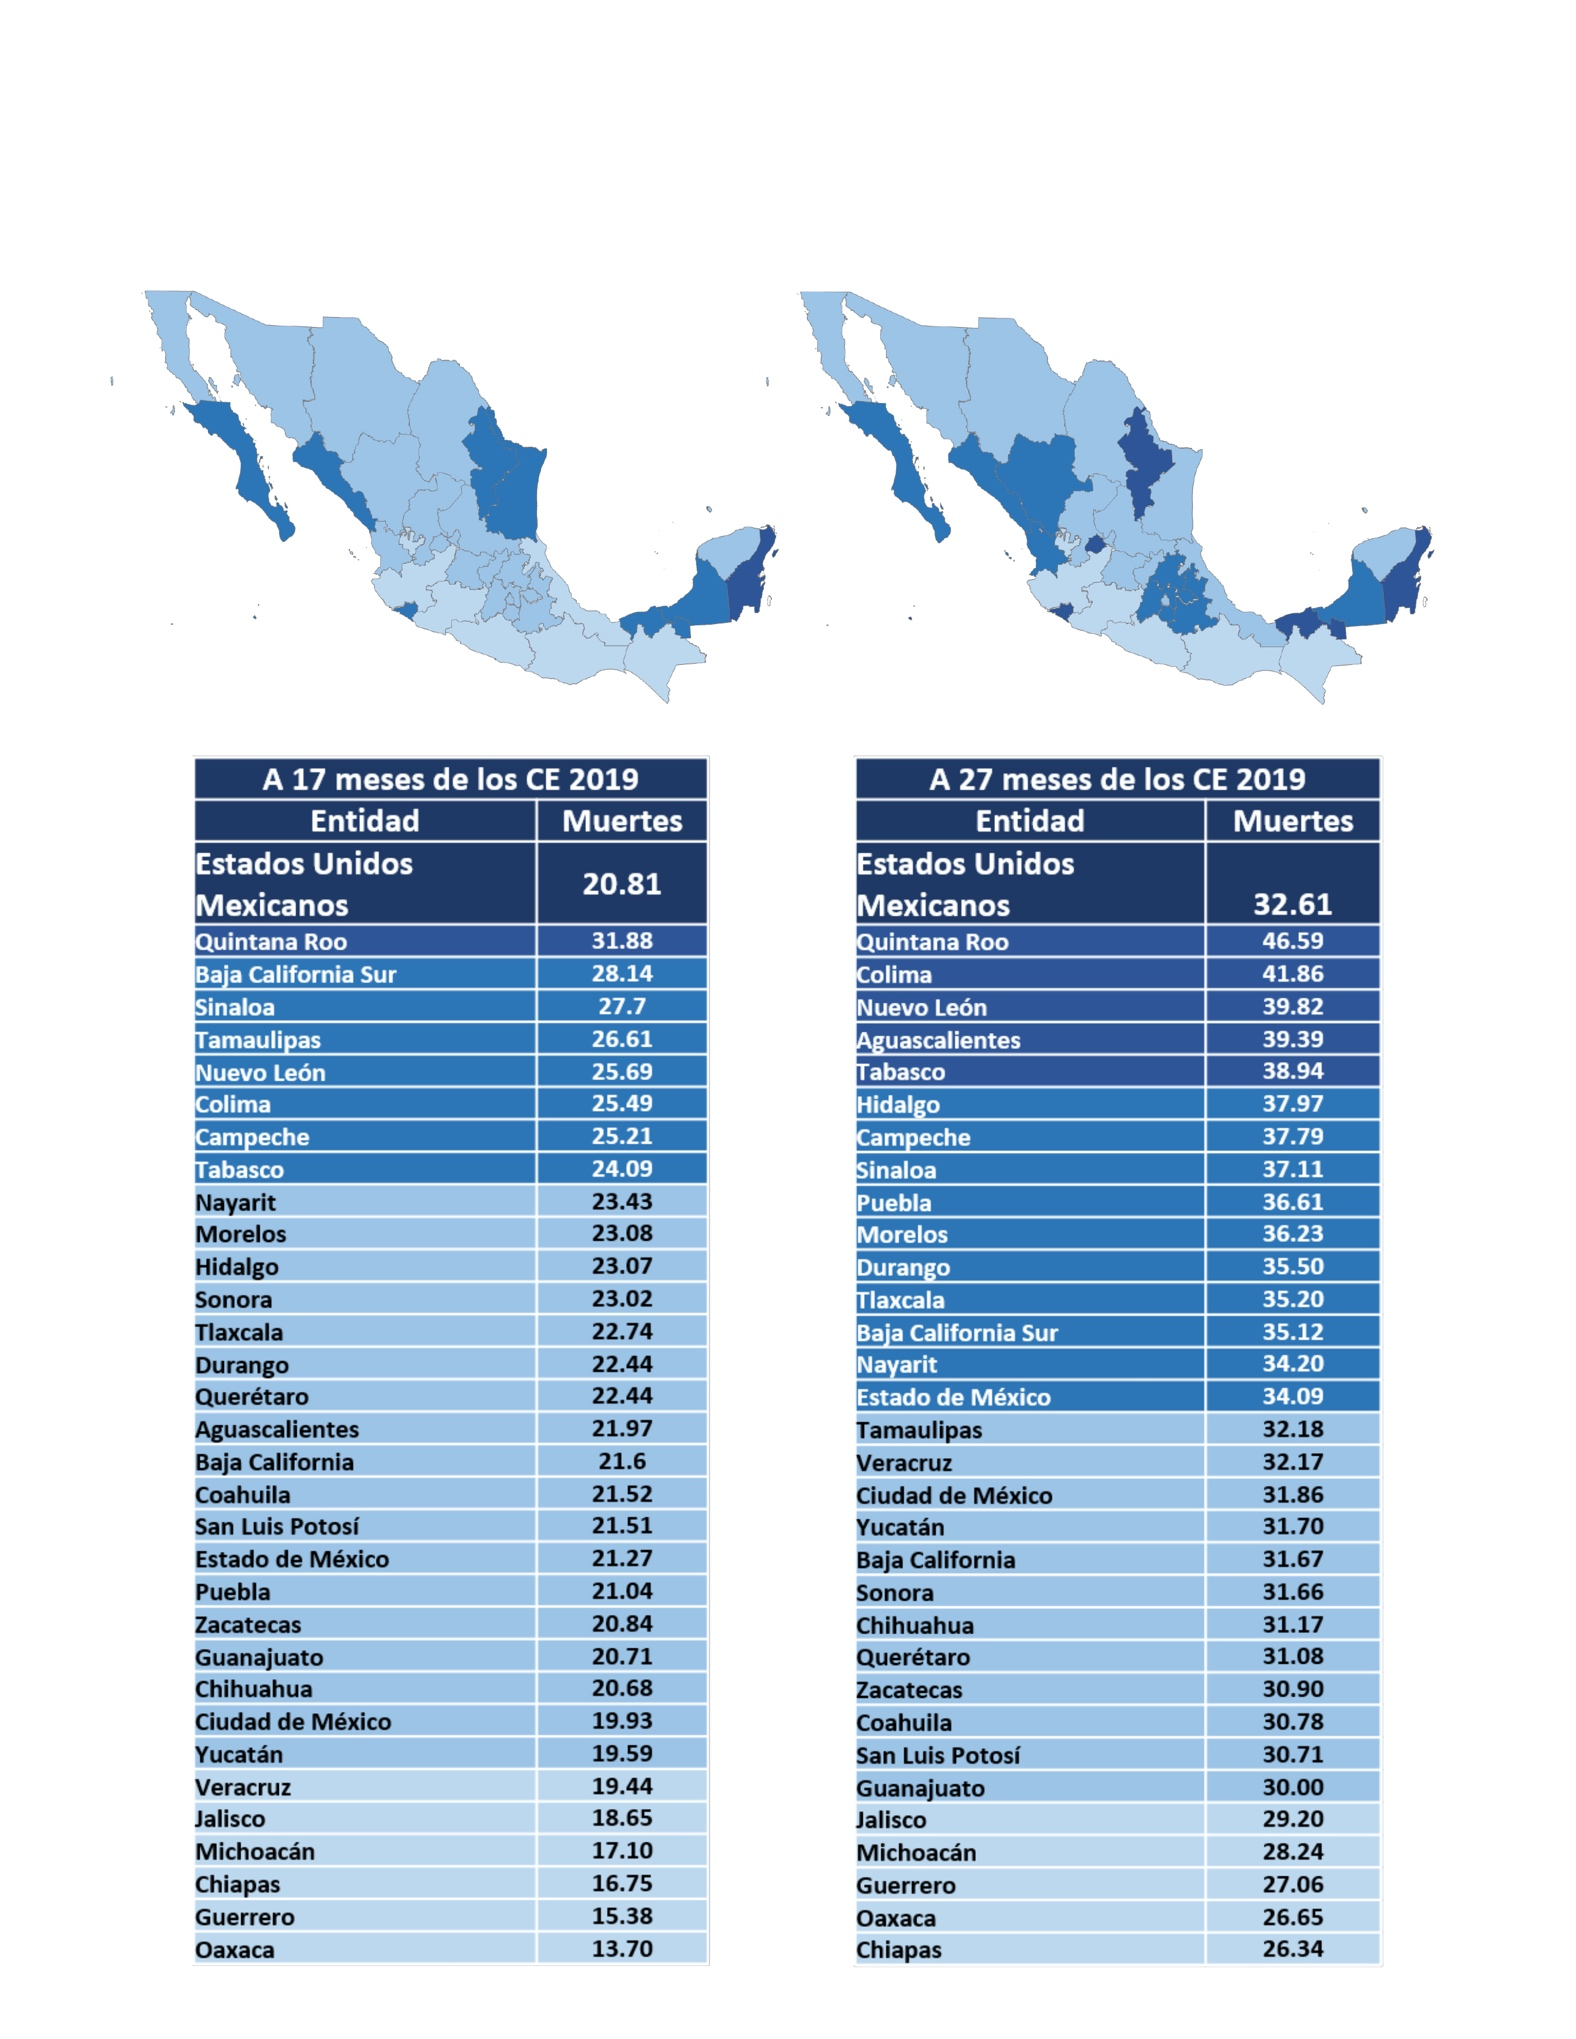 A 17 meses de los CE 2019
Entidad Muertes
Estados Unidos
Mexicanos 20.81
Quintana Roo 31.88
Baja California Sur 28.14
Sinaloa 27.7
Tamaulipas 26.61
Nuevo León 25.69
Colima 25.49
Campeche 25.21
Tabasco 24.09
Nayarit 23.43
Morelos 23.08
Hidalgo 23.07
Sonora 23.02
Tlaxcala 22.74
Durango 22.44
Querétaro 22.44
Aguascalientes 21.97
Baja California 21.6
Coahuila 21.52
San Luis Potosí 21.51
Estado de México 21.27
Puebla 21.04
Zacatecas 20.84
Guanajuato 20.71
Chihuahua 20.68
Ciudad de México 19.93
Yucatán 19.59
Veracruz 19.44
Jalisco 18.65
Michoacán 17.10
Chiapas 16.75
Guerrero 15.38
Oaxaca 13.70
A 27 meses de los CE 2019
Entidad Muertes
Estados Unidos
Mexicanos 32.61
Quintana Roo 46.59
Colima 41.86
Nuevo León 39.82
Aguascalientes 39.39
Tabasco 38.94
Hidalgo 37.97
Campeche 37.79
Sinaloa 37.11
Puebla 36.61
Morelos 36.23
Durango 35.50
Tlaxcala 35.20
Baja California Sur 35.12
Nayarit 34.20
Estado de México 34.09
Tamaulipas 32.18
Veracruz 32.17
Ciudad de México 31.86
Yucatán 31.70
Baja California 31.67
Sonora 31.66
Chihuahua 31.17
Querétaro 31.08
Zacatecas 30.90
Coahuila 30.78
San Luis Potosí 30.71
Guanajuato 30.00
Jalisco 29.20
Michoacán 28.24
Guerrero 27.06
Oaxaca 26.65
Chiapas 26.34